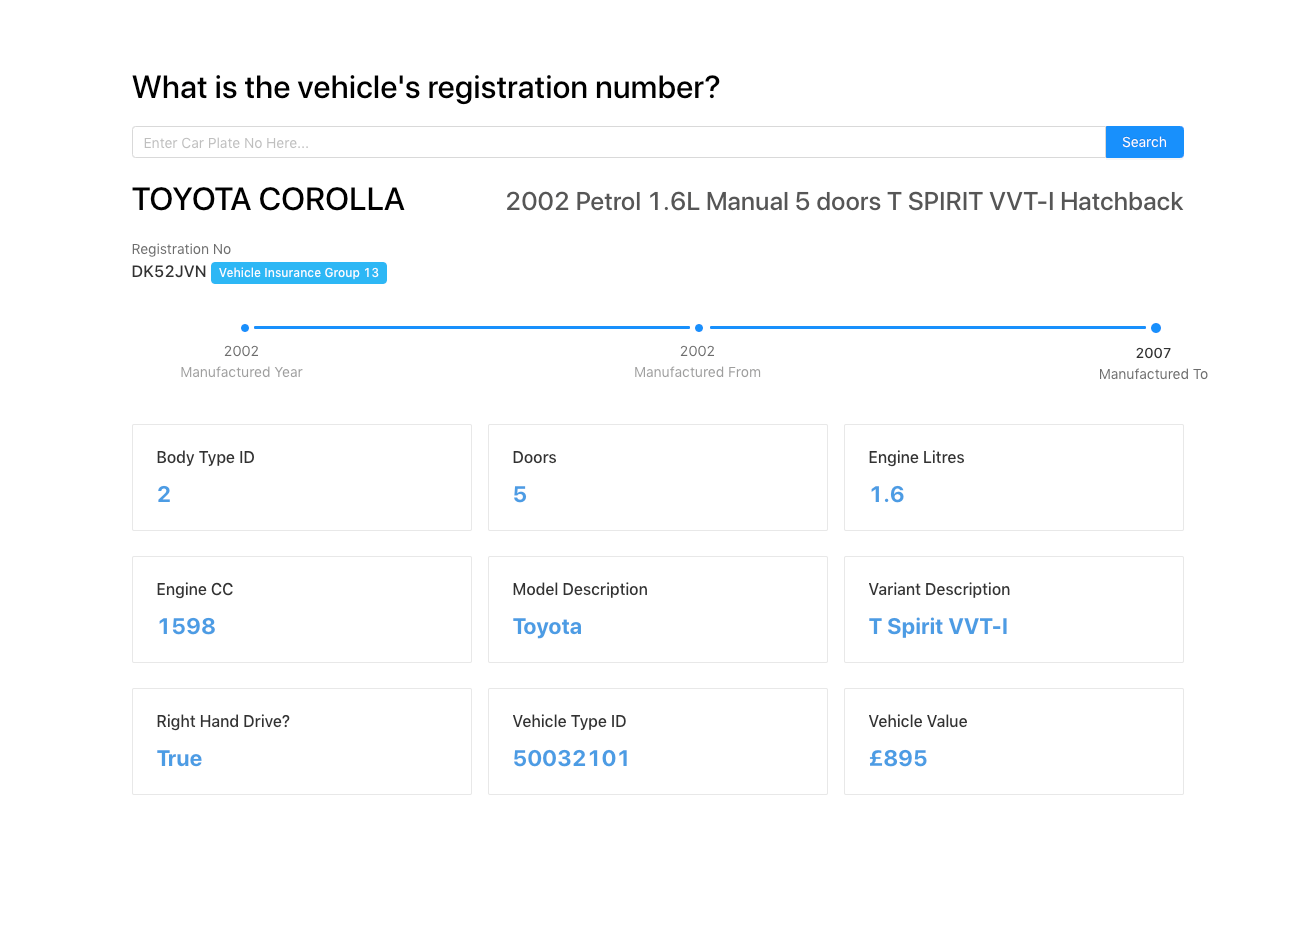 What is the vehicle's registration number?
Enter Car Plate No Here...
Search
TOYOTA COROLLA
2002 Petrol 1.6L Manual 5 doors T SPIRIT VVT-I Hatchback
Registration No
DK52JVN Vehicle Insurance Group 13
2002
Manufactured Year
2002
Manufactured From
2007
Manufactured To
Body Type ID
2
Doors
5
Engine Litres
1.6
Engine CC
1598
Model Description
Toyota
Variant Description
T Spirit VVT-I
Right Hand Drive?
True
Vehicle Type ID
50032101
Vehicle Value
£895